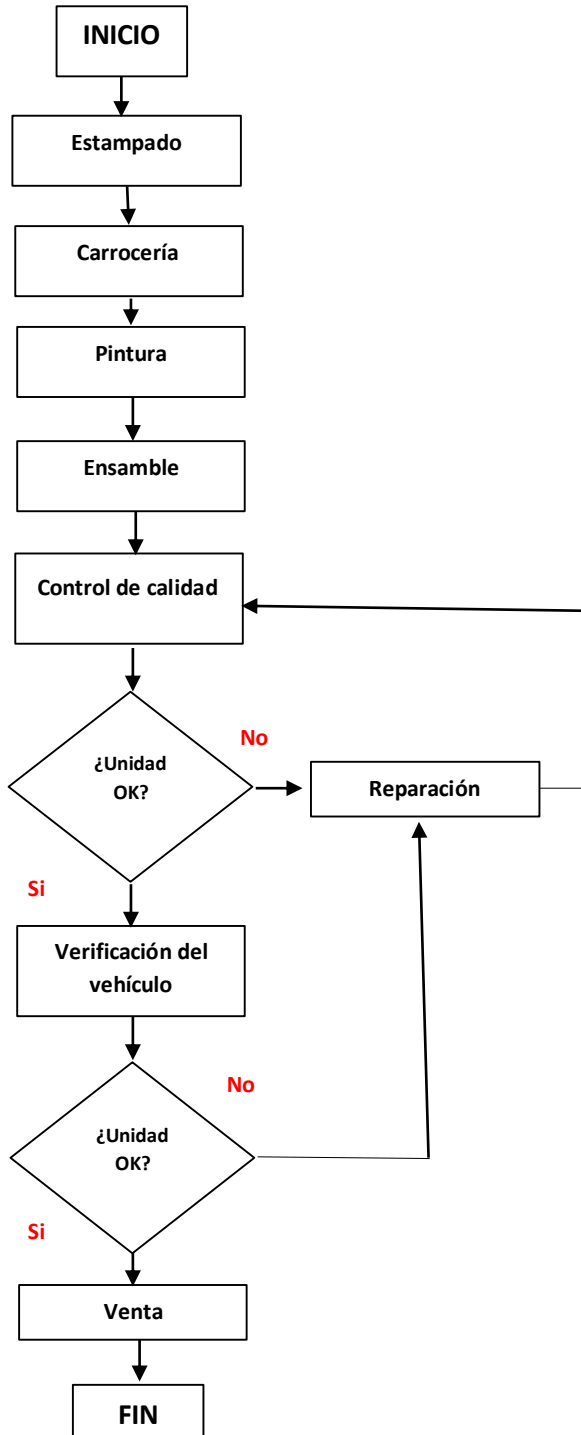 INICIO
Estampado
Carrocería
Pintura
Ensamble
Control de calidad
¿Unidad
OK?
No
Reparación
Si
Verificación del
vehículo
No
¿Unidad
OK?
Si
Venta
FIN